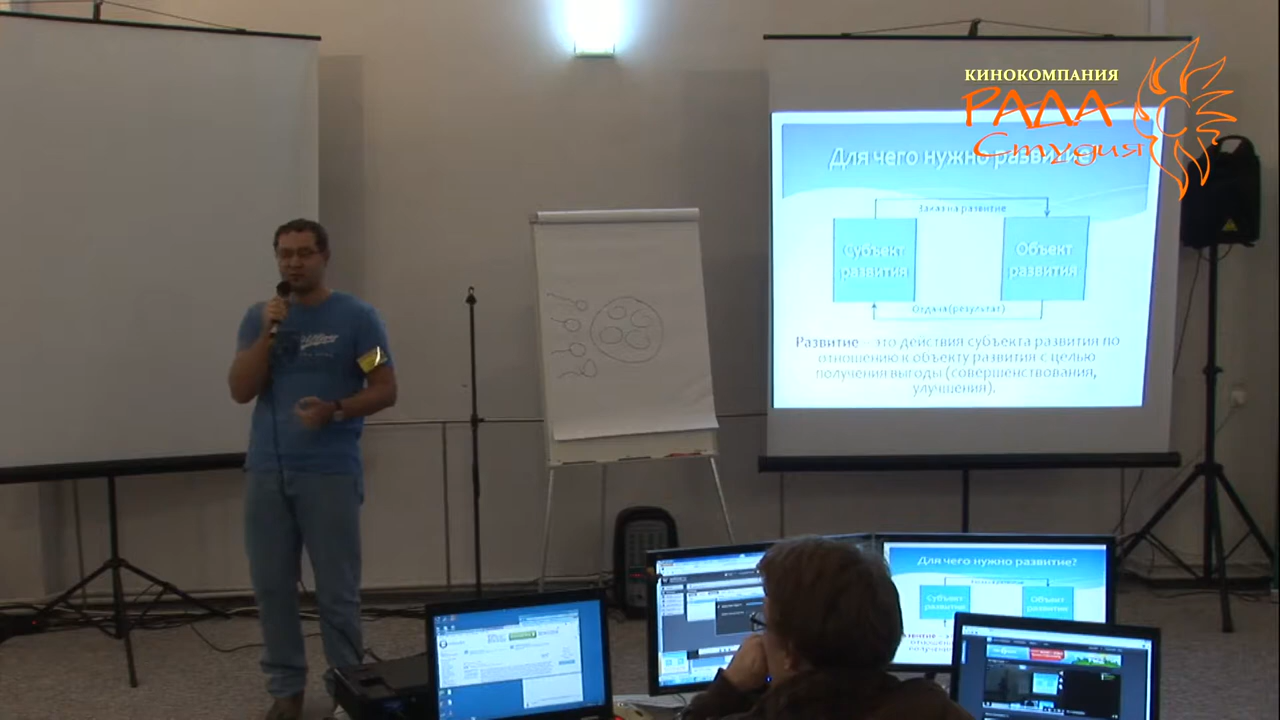 КИНОКОМПАНИЯ
РАДА
Студия
Для чего нужно развитие
Заказ на развитие
Субъект
развития
Объект
развития
Отдача (результат)
Развитие – это действия субъекта развития по
отношению к объекту развития с целью
получения выгоды (совершенствования,
улучшения).
Для чего нужно развитие?
Субъект
развития
Объект
развития